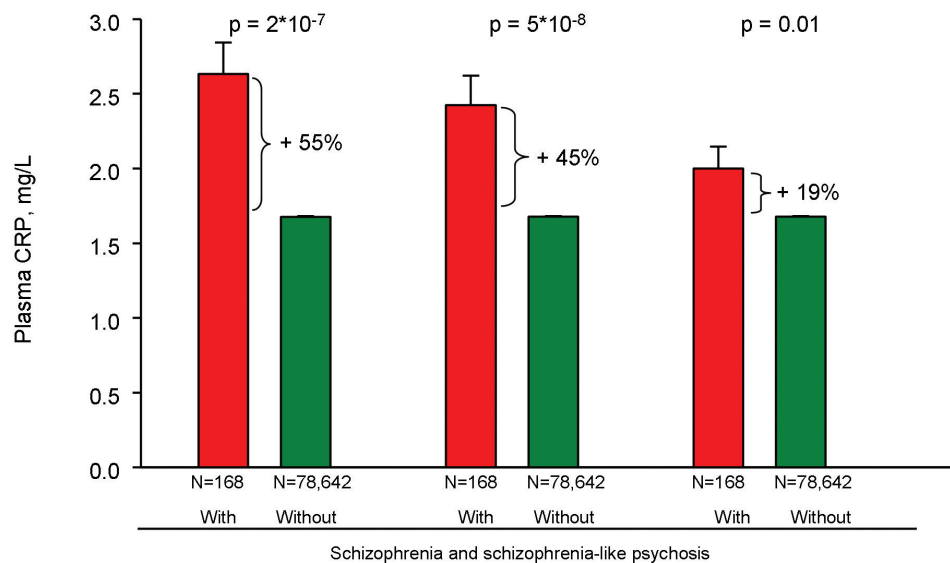 p = 2*10-7 p = 5*10-8 p = 0.01
Plasma CRP, mg/L
3.0
2.5
2.0
1.5
1.0
0.5
0.0
+ 55%
+ 45%
+ 19%
N=168 N=78,642 N=168 N=78,642 N=168 N=78,642
With Without With Without With Without
Schizophrenia and schizophrenia-like psychosis